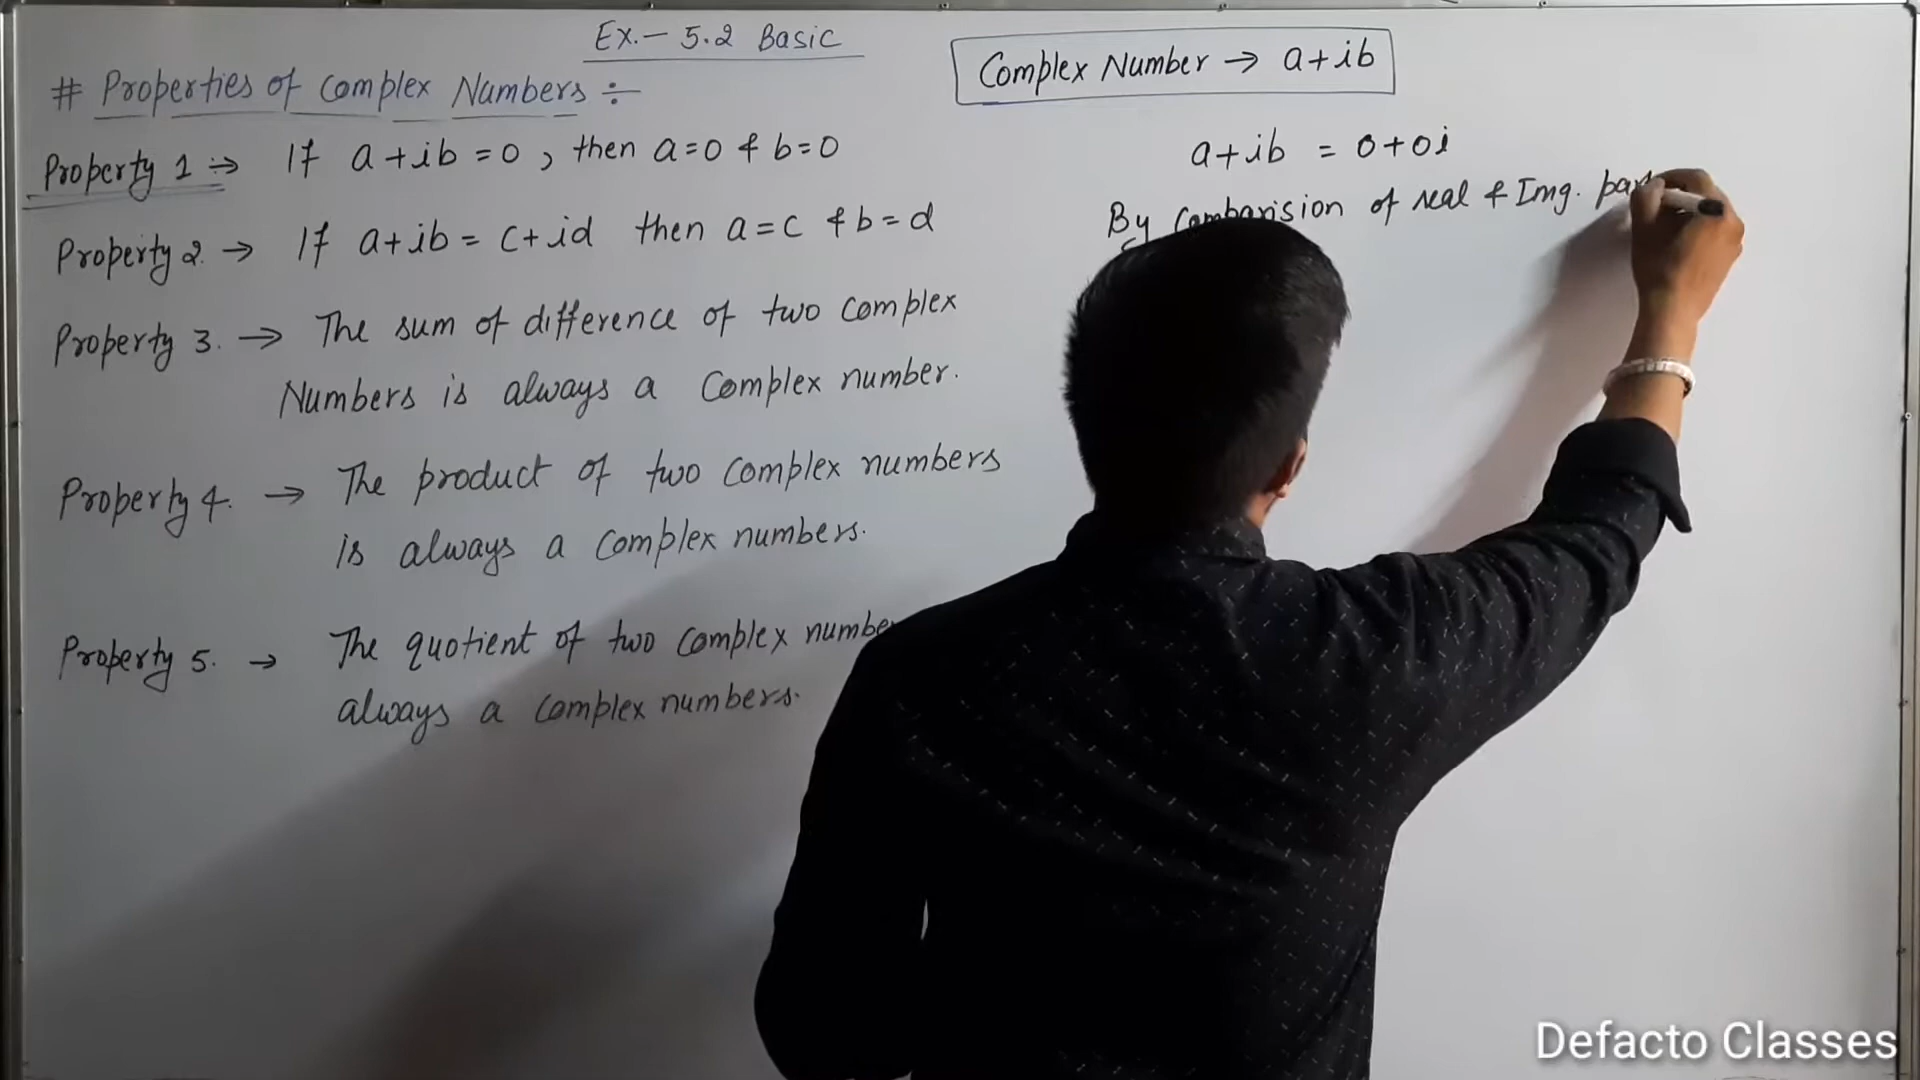 Ex.- 5.2 Basic
# Properties of Complex Numbers ÷
Complex Number → a+ib
Property 1 ⇒ If a+ib=0, then a=0 & b=0
Property 2. → If a+ib = c+id then a=c & b=d
Property 3. → The sum of difference of two complex
Numbers is always a Complex number.
Property 4. → The product of two complex numbers
is always a complex numbers.
Property 5. → The quotient of two complex number
always a complex numbers.
a+ib = 0+0i
By Comparision of real & Img. par
Defacto Classes